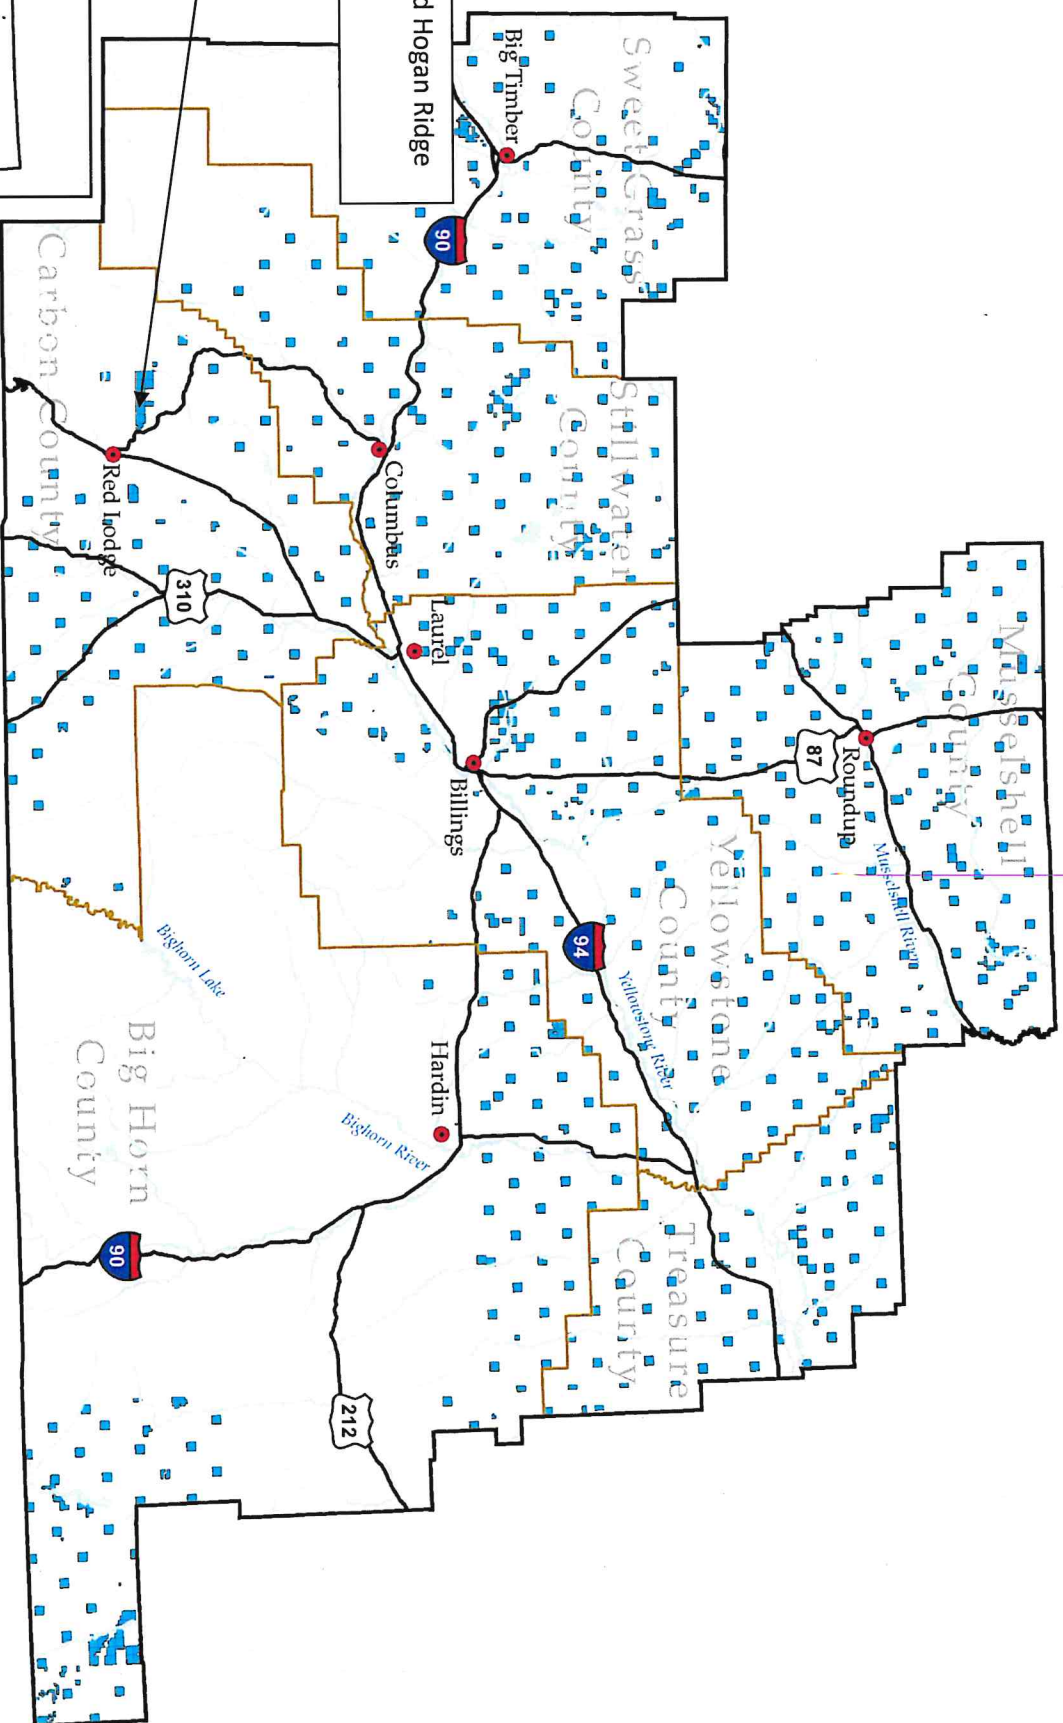 d Hogan Ridge
Sweet Grass
County
Big Timber
90
Stillwater
County
Columbus
Carbon County
Red Lodge
310
Laurel
Billings
Musselshell
County
Roundup
87
Musselshell River
Yellowstone
County
94
Yellowstone River
Bighorn Lake
Big Horn
County
Hardin
Bighorn River
90
Treasure
County
212